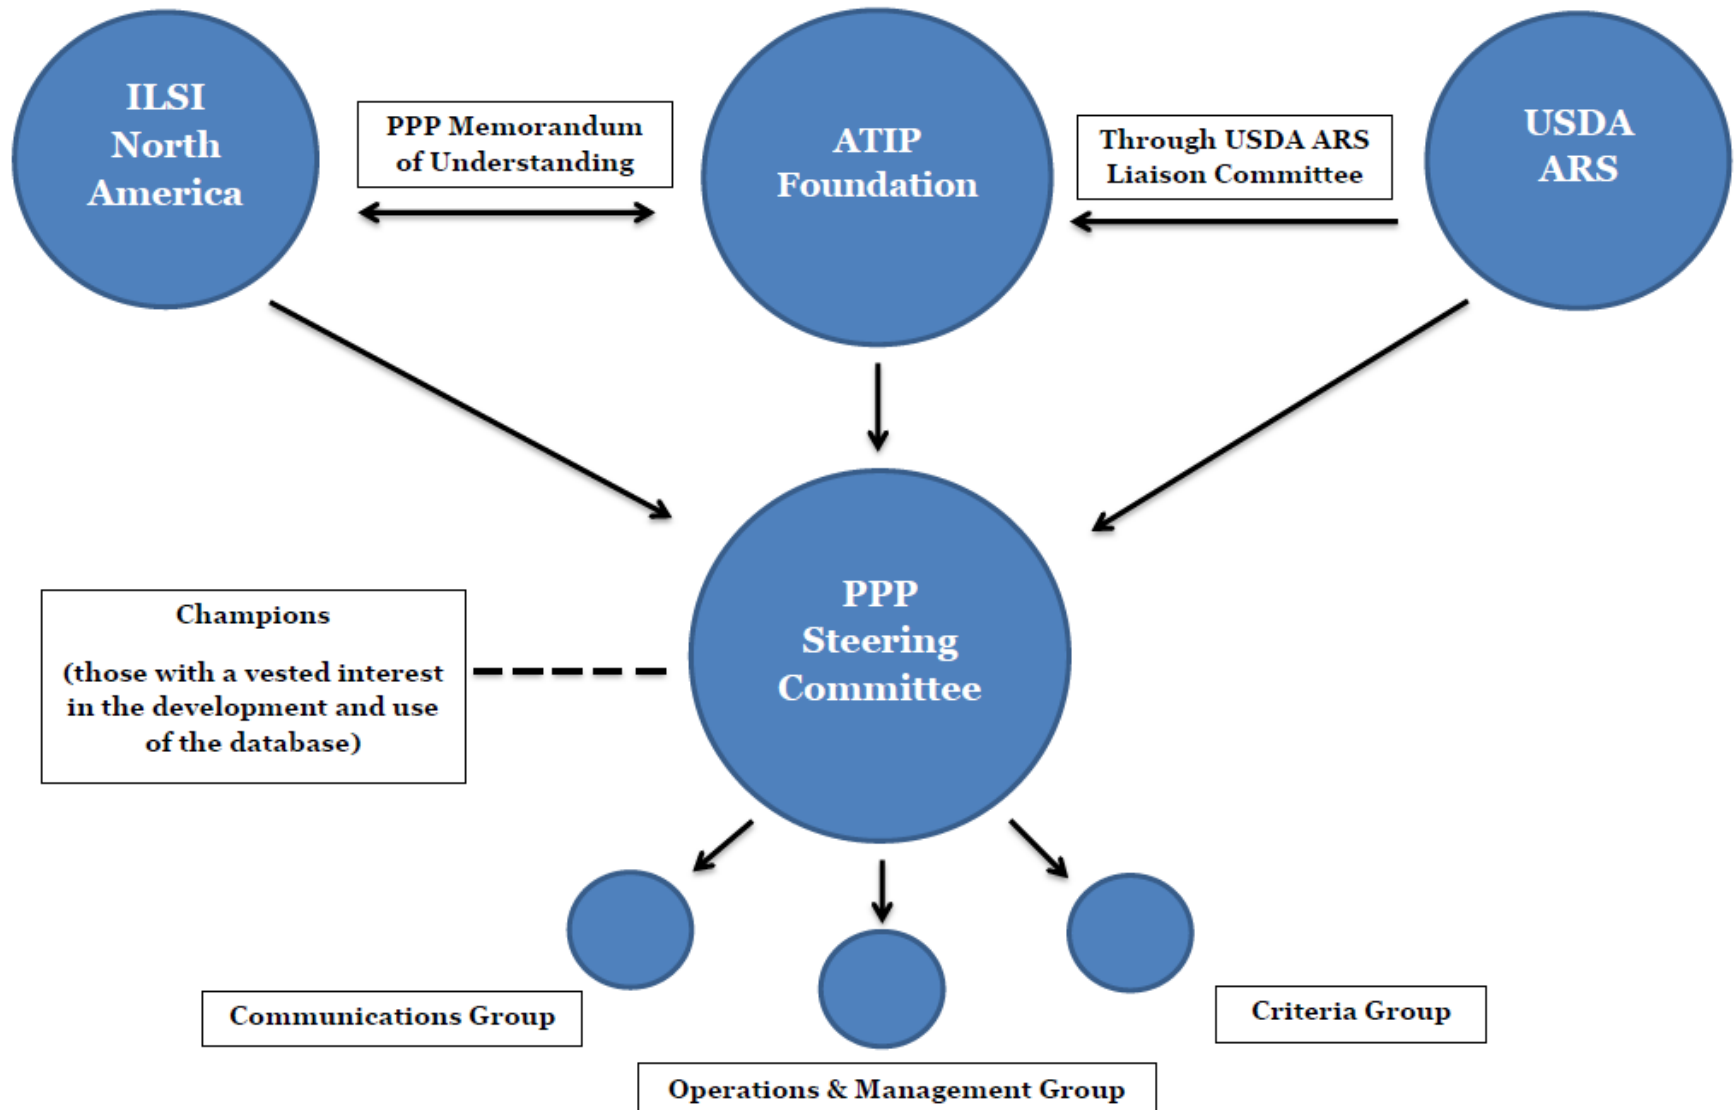 ILSI
North
America
PPP Memorandum
of Understanding
ATIP
Foundation
Through USDA ARS
Liaison Committee
USDA
ARS
PPP
Steering
Committee
Champions
(those with a vested interest
in the development and use
of the database)
Communications Group
Operations & Management Group
Criteria Group